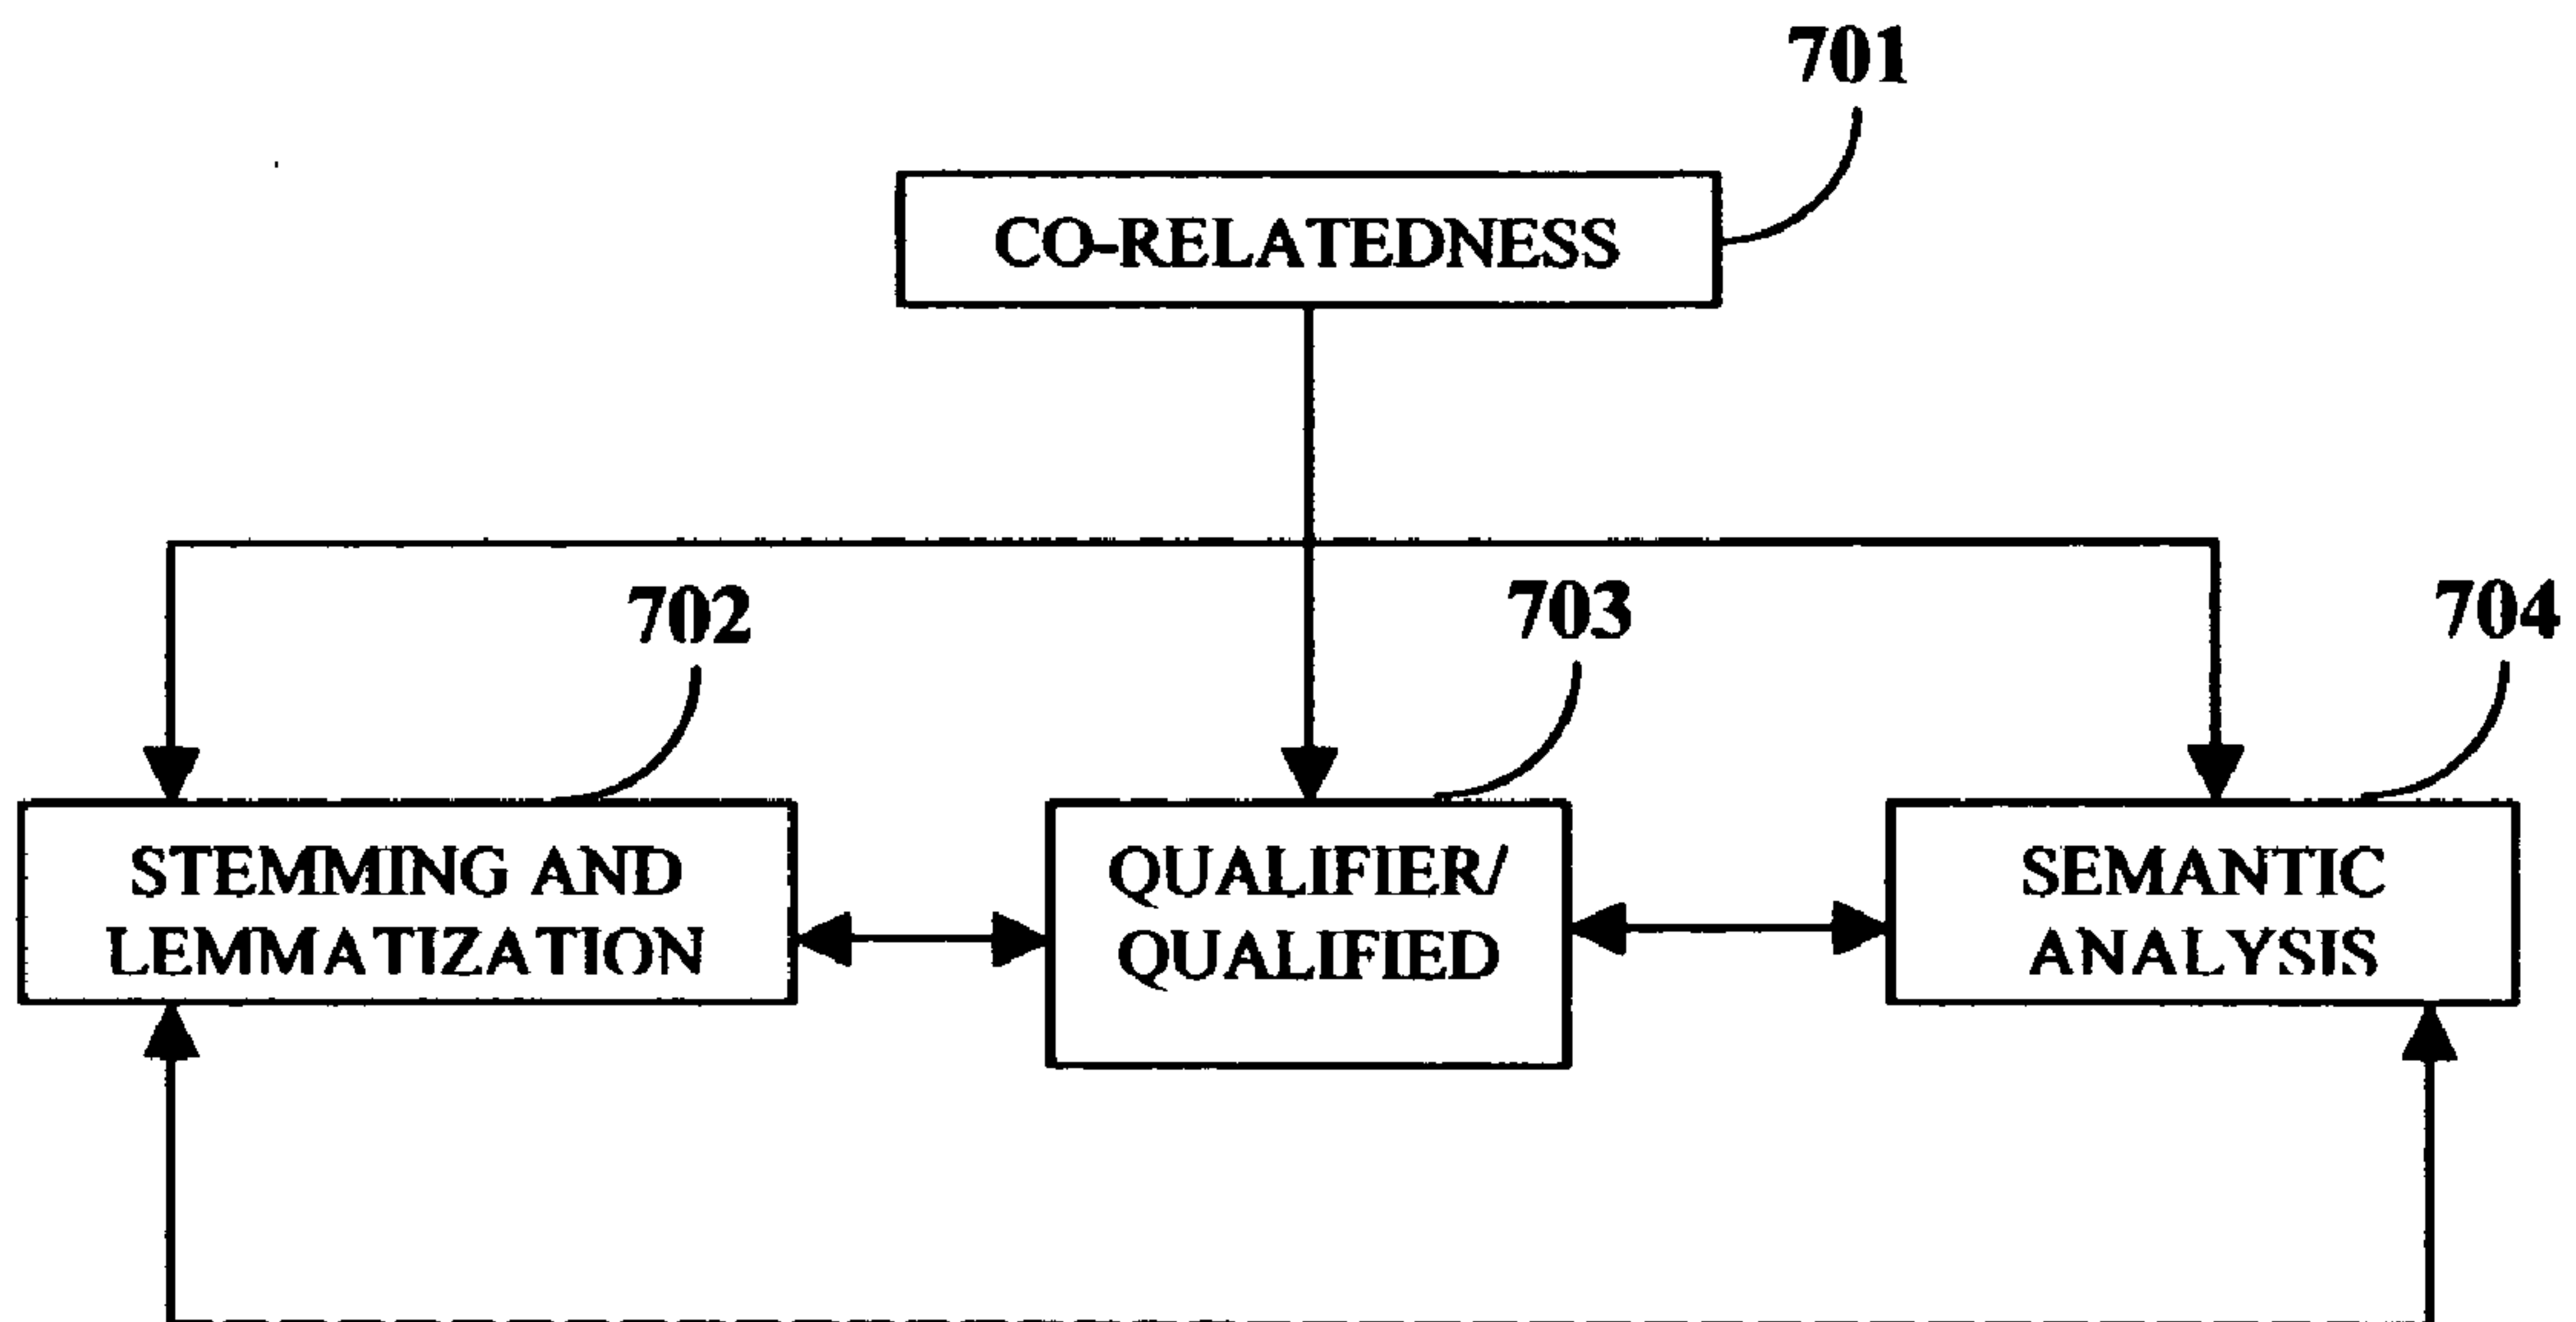 701
CO-RELATEDNESS
702
703
704
STEMMING AND
LEMMATIZATION
QUALIFIER/
QUALIFIED
SEMANTIC
ANALYSIS